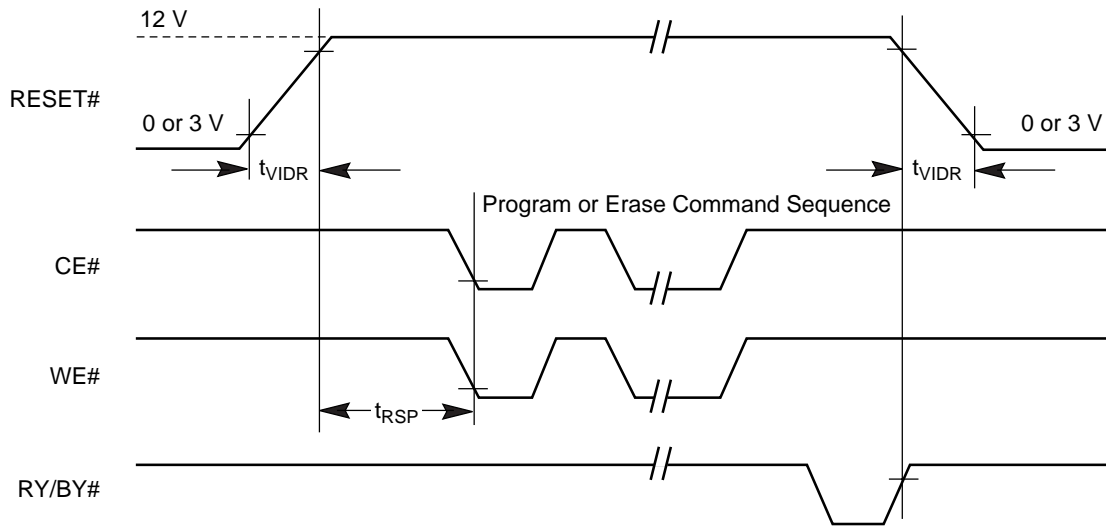 12 V
RESET#
0 or 3 V
0 or 3 V
tVIDR
tVIDR
Program or Erase Command Sequence
CE#
WE#
tRSP
RY/BY#